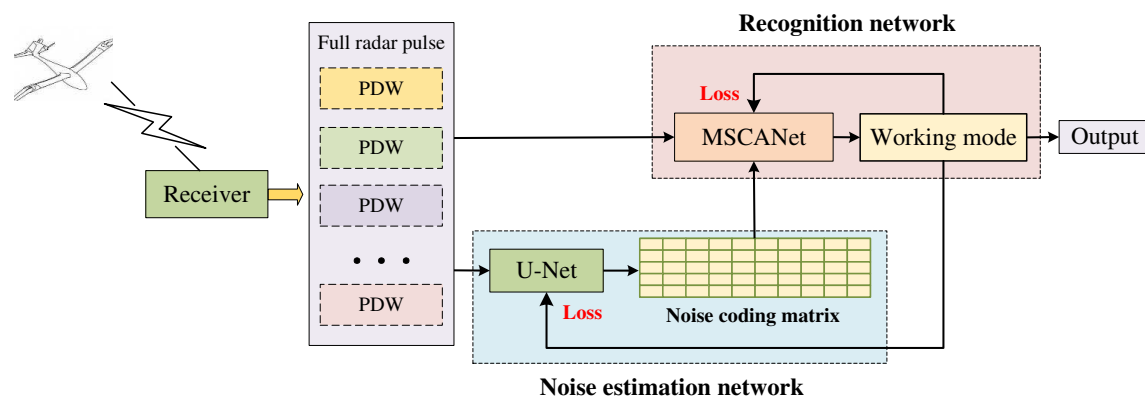 Recognition network
Full radar pulse
PDW
PDW
PDW
• • •
PDW
Receiver
Loss
MSCANet
Working mode
Output
U-Net
Loss
Noise coding matrix
Noise estimation network